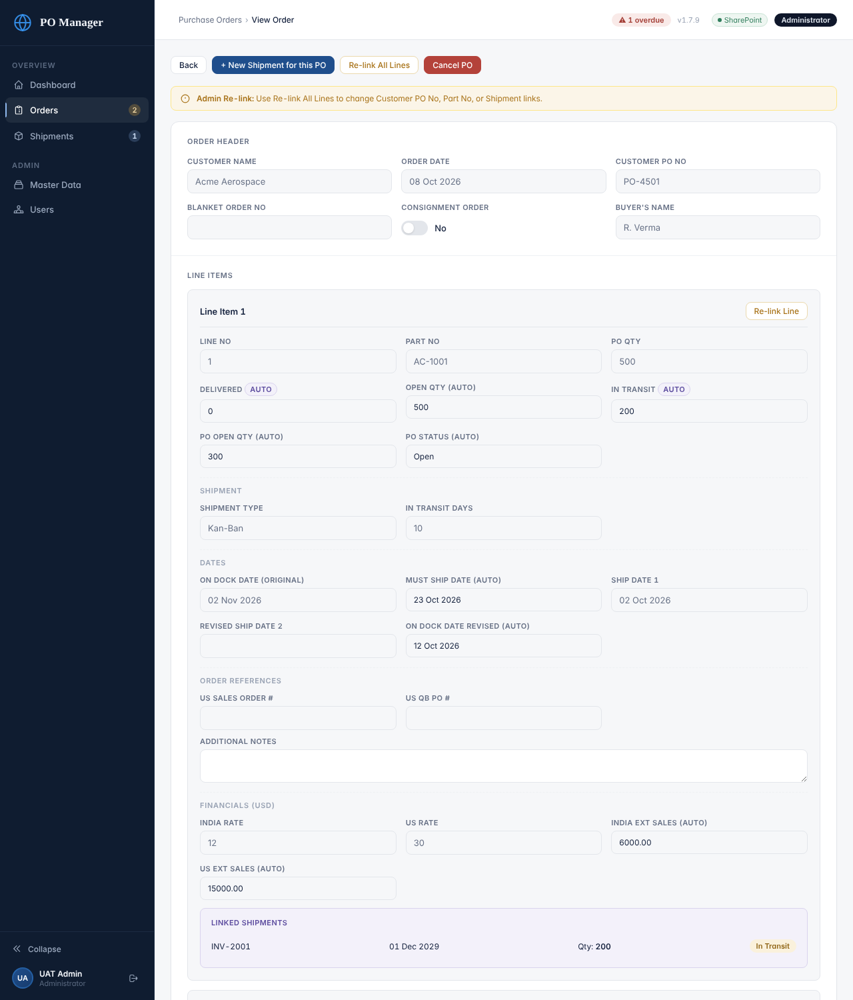 PO Manager
OVERVIEW
Dashboard
Orders 2
Shipments 1
ADMIN
Master Data
Users
Collapse
UA UAT Admin
Administrator
Purchase Orders › View Order
1 overdue v1.7.9 SharePoint Administrator
Back + New Shipment for this PO Re-link All Lines Cancel PO
Admin Re-link: Use Re-link All Lines to change Customer PO No, Part No, or Shipment links.
ORDER HEADER
CUSTOMER NAME ORDER DATE CUSTOMER PO NO
Acme Aerospace 08 Oct 2026 PO-4501
BLANKET ORDER NO CONSIGNMENT ORDER BUYER'S NAME
No R. Verma
LINE ITEMS
Line Item 1 Re-link Line
LINE NO PART NO PO QTY
1 AC-1001 500
DELIVERED AUTO OPEN QTY (AUTO) IN TRANSIT AUTO
0 500 200
PO OPEN QTY (AUTO) PO STATUS (AUTO)
300 Open
SHIPMENT
SHIPMENT TYPE IN TRANSIT DAYS
Kan-Ban 10
DATES
ON DOCK DATE (ORIGINAL) MUST SHIP DATE (AUTO) SHIP DATE 1
02 Nov 2026 23 Oct 2026 02 Oct 2026
REVISED SHIP DATE 2 ON DOCK DATE REVISED (AUTO)
12 Oct 2026
ORDER REFERENCES
US SALES ORDER # US QB PO #
ADDITIONAL NOTES
FINANCIALS (USD)
INDIA RATE US RATE INDIA EXT SALES (AUTO)
12 30 6000.00
US EXT SALES (AUTO)
15000.00
LINKED SHIPMENTS
INV-2001 01 Dec 2029 Qty: 200 In Transit